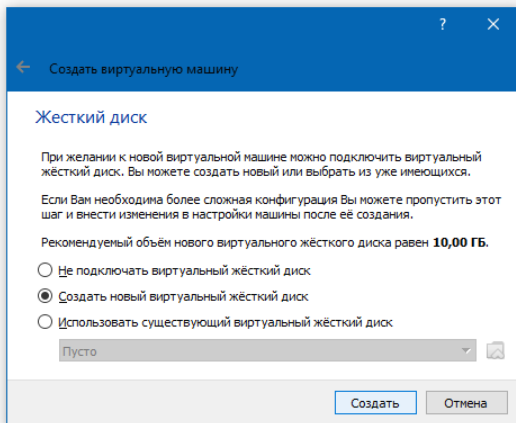 ?
Создать виртуальную машину
Жесткий диск
При желании к новой виртуальной машине можно подключить виртуальный
жёсткий диск. Вы можете создать новый или выбрать из уже имеющихся.
Если Вам необходима более сложная конфигурация Вы можете пропустить этот
шаг и внести изменения в настройки машины после её создания.
Рекомендуемый объём нового виртуального жёсткого диска равен 10,00 ГБ.
Не подключать виртуальный жёсткий диск
Создать новый виртуальный жёсткий диск
Использовать существующий виртуальный жёсткий диск
Пусто
Создать
Отмена